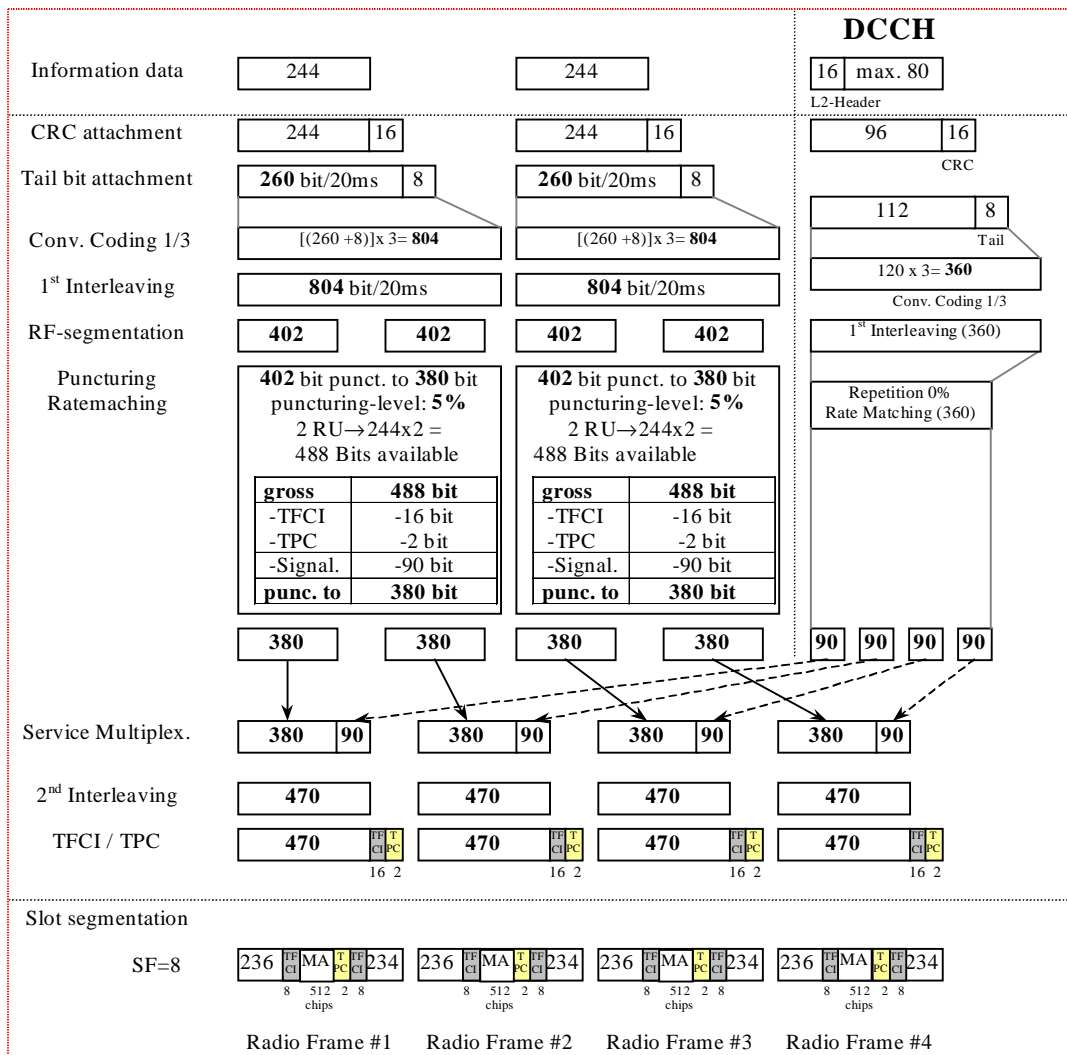 DCCH
Information data 244 244 16 max. 80
L2-Header
CRC attachment 244 16 244 16 96 16
CRC
Tail bit attachment 260 bit/20ms 8 260 bit/20ms 8
112 8
Tail
Conv. Coding 1/3 [(260 +8)]x 3= 804 [(260 +8)]x 3= 804
120 x 3= 360
Conv. Coding 1/3
1st Interleaving 804 bit/20ms 804 bit/20ms
RF-segmentation 402 402 402 402 1st Interleaving (360)
Puncturing
Ratemaching
402 bit punct. to 380 bit
puncturing-level: 5%
2 RU→244x2 =
488 Bits available
gross 488 bit
-TFCI -16 bit
-TPC -2 bit
-Signal. -90 bit
punc. to 380 bit
402 bit punct. to 380 bit
puncturing-level: 5%
2 RU→244x2 =
488 Bits available
gross 488 bit
-TFCI -16 bit
-TPC -2 bit
-Signal. -90 bit
punc. to 380 bit
Repetition 0%
Rate Matching (360)
380 380 380 380 90 90 90 90
Service Multiplex. 380 90 380 90 380 90 380 90
2nd Interleaving 470 470 470 470
TFCI / TPC 470 TF CI T PC 470 TF CI T PC 470 TF CI T PC 470 TF CI T PC
16 2 16 2 16 2 16 2
Slot segmentation
SF=8 236 TF CI MA T PC TF CI 234 236 TF CI MA T PC TF CI 234 236 TF CI MA T PC TF CI 234 236 TF CI MA T PC TF CI 234
8 512 2 8 8 512 2 8 8 512 2 8 8 512 2 8
chips chips chips chips
Radio Frame #1 Radio Frame #2 Radio Frame #3 Radio Frame #4